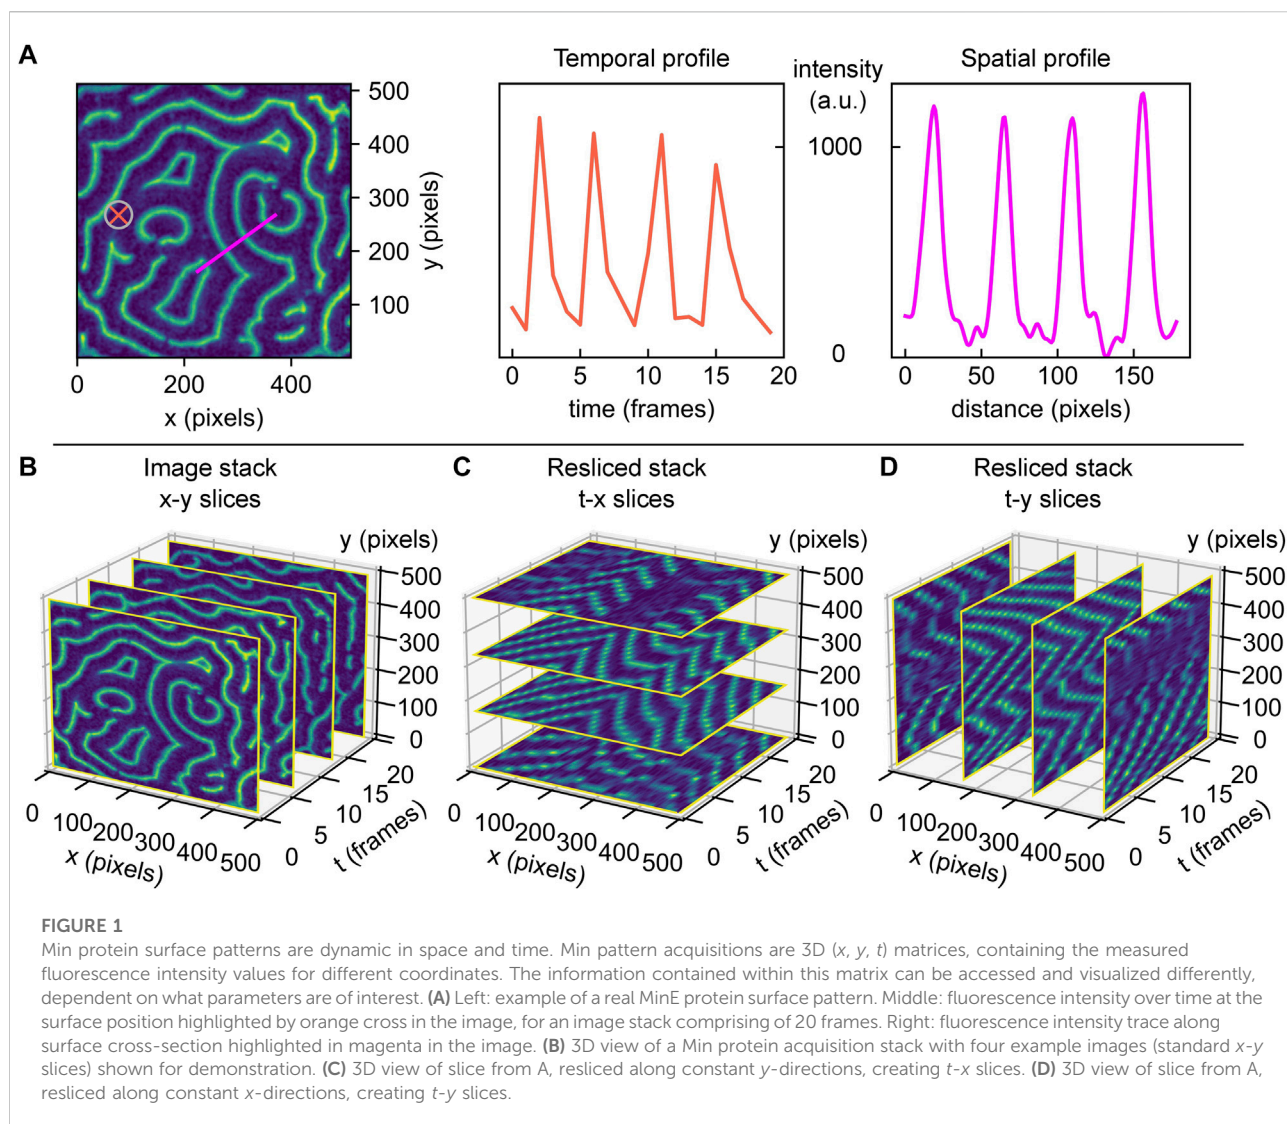 A
Temporal profile
intensity
(a.u.)
Spatial profile
500
400
300
200
100
y (pixels)
0
200
400
x (pixels)
1000
0
0
5
10
15
20
time (frames)
0
50
100
150
distance (pixels)
B
Image stack
x-y slices
C
Resliced stack
t-x slices
D
Resliced stack
t-y slices
y (pixels)
500
400
300
200
100
0
20
15
10
5
0
t (frames)
0
100
200
300
400
500
x (pixels)
y (pixels)
500
400
300
200
100
0
20
15
10
5
0
t (frames)
0
100
200
300
400
500
x (pixels)
y (pixels)
500
400
300
200
100
0
20
15
10
5
0
t (frames)
0
100
200
300
400
500
x (pixels)
FIGURE 1
Min protein surface patterns are dynamic in space and time. Min pattern acquisitions are 3D (x, y, t) matrices, containing the measured
fluorescence intensity values for different coordinates. The information contained within this matrix can be accessed and visualized differently,
dependent on what parameters are of interest. (A) Left: example of a real MinE protein surface pattern. Middle: fluorescence intensity over time at the
surface position highlighted by orange cross in the image, for an image stack comprising of 20 frames. Right: fluorescence intensity trace along
surface cross-section highlighted in magenta in the image. (B) 3D view of a Min protein acquisition stack with four example images (standard x-y
slices) shown for demonstration. (C) 3D view of slice from A, resliced along constant y-directions, creating t-x slices. (D) 3D view of slice from A,
resliced along constant x-directions, creating t-y slices.